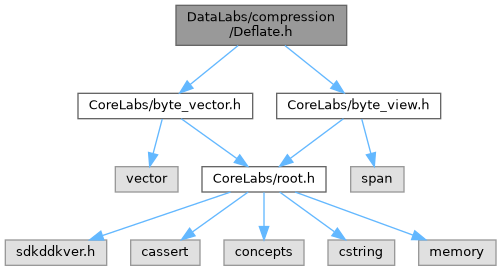 DataLabs/compression
/Deflate.h
CoreLabs/byte_vector.h
CoreLabs/byte_view.h
vector
CoreLabs/root.h
span
sdkddkver.h
cassert
concepts
cstring
memory